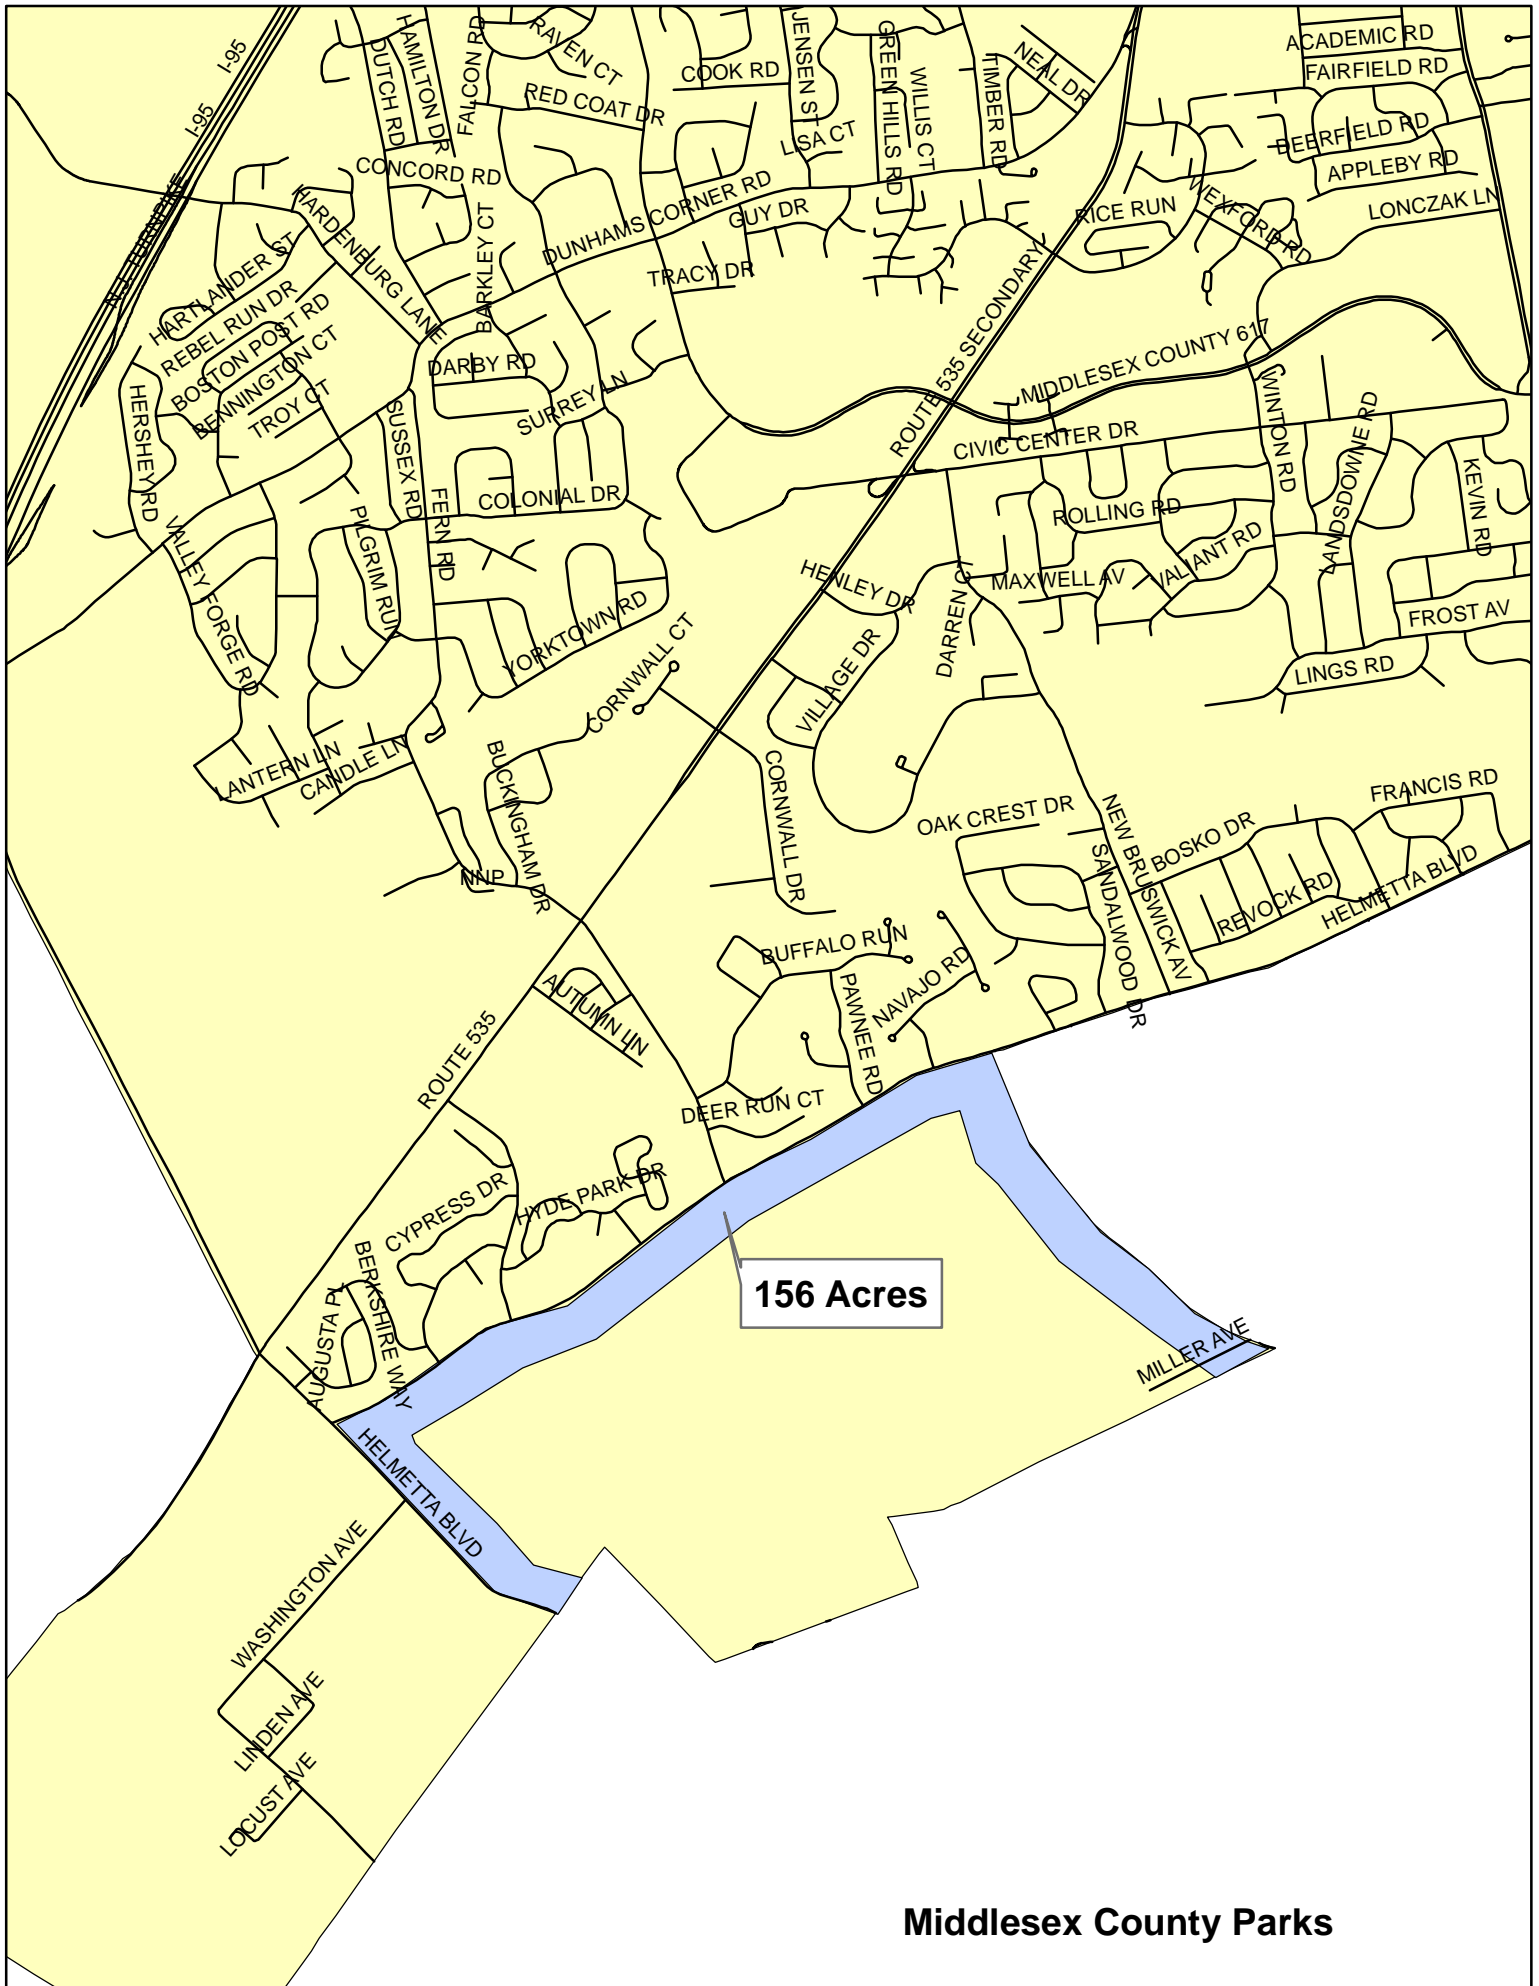 I-95
I-95
N J. TURNPIKE
HAMILTON DR
DUTCH RD
FALCON RD
RAVEN CT
RED COAT DR
COOK RD
JENSEN ST
GREEN HILLS RD
WILLIS CT
TIMBER RD
NEAL DR
ACADEMIC RD
FAIRFIELD RD
DEERFIELD RD
APPLEBY RD
LONCZAK LN
LISA CT
CONCORD RD
HARDENBURG LANE
BARKLEY CT
DUNHAMS CORNER RD
GUY DR
TRACY DR
RICE RUN
WEXFORD RD
HARTLANDER ST
REBEL RUN DR
BOSTON POST RD
BENNINGTON CT
TROY CT
HERSHEY RD
DARBY RD
SURREY LN
SUSSEX RD
ROUTE 535 SECONDARY
MIDDLESEX COUNTY 617
CIVIC CENTER DR
WINTON RD
LANDSDOWNE RD
KEVIN RD
COLONIAL DR
FERN RD
PILGRIM RUN
VALLEY FORGE RD
ROLLING RD
VALIANT RD
MAXWELL AV
HENLEY DR
DARREN CT
FROST AV
LINGS RD
YORKTOWN RD
CORNWALL CT
VILLAGE DR
LANTERN LN
CANDLE LN
BUCKINGHAM DR
CORNWALL DR
NNP
OAK CREST DR
NEW BRUSWICK AV
SANDALWOOD DR
BOSKO DR
FRANCIS RD
REVOCK RD
HELMETTA BLVD
BUFFALO RUN
PAWNEE RD
NAVAJO RD
AUTUMN LN
ROUTE 535
DEER RUN CT
CYPRESS DR
HYDE PARK DR
BERKSHIRE WAY
AUGUSTA PL
156 Acres
MILLER AVE
HELMETTA BLVD
WASHINGTON AVE
LINDEN AVE
LOCUST AVE
Middlesex County Parks